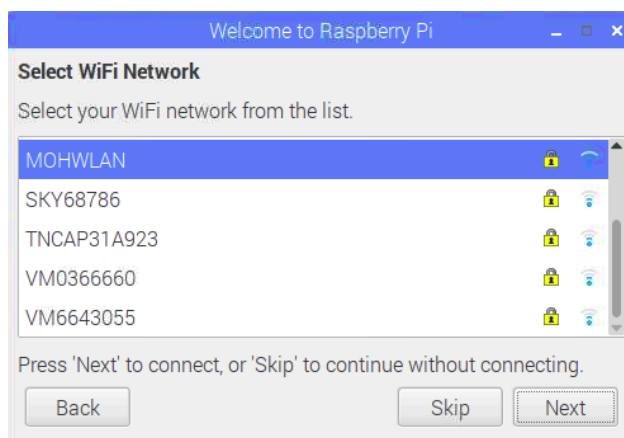 Welcome to Raspberry Pi
Select WiFi Network
Select your WiFi network from the list.
MOHWLAN
SKY68786
TNCAP31A923
VM0366660
VM6643055
Press 'Next' to connect, or 'Skip' to continue without connecting.
Back Skip Next